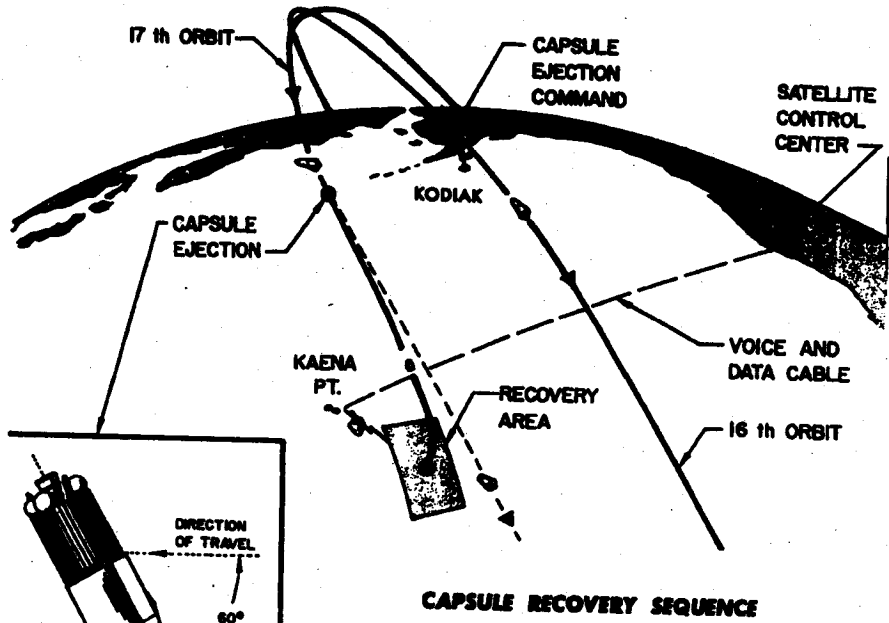 17 th ORBIT
CAPSULE
EJECTION
COMMAND
SATELLITE
CONTROL
CENTER
KODIAK
CAPSULE
EJECTION
KAENA
PT.
VOICE AND
DATA CABLE
RECOVERY
AREA
16 th ORBIT
DIRECTION
OF TRAVEL
60°
CAPSULE RECOVERY SEQUENCE